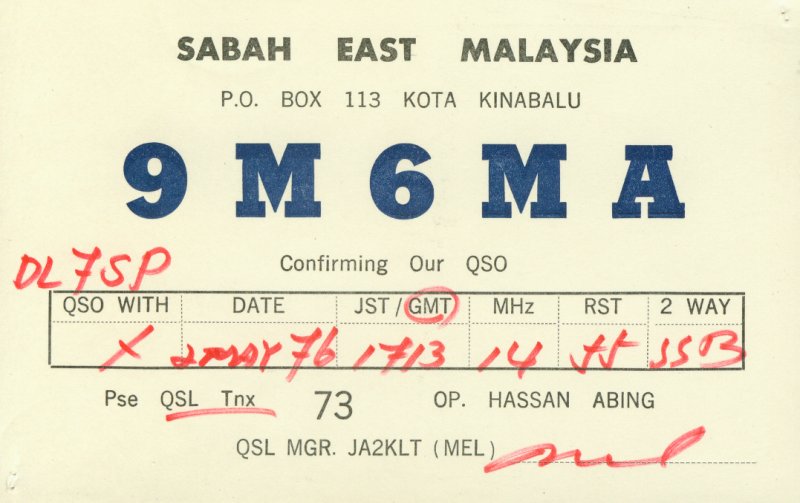 SABAH EAST MALAYSIA
P.O. BOX 113 KOTA KINABALU
9M6MA
Confirming Our QSO
DL7SP
QSO WITH DATE JST/GMT MHz RST 2 WAY
X 2 MAY 76 1713 14 55 SSB
Pse QSL Tnx 73 OP. HASSAN ABING
QSL MGR. JA2KLT (MEL) Mel